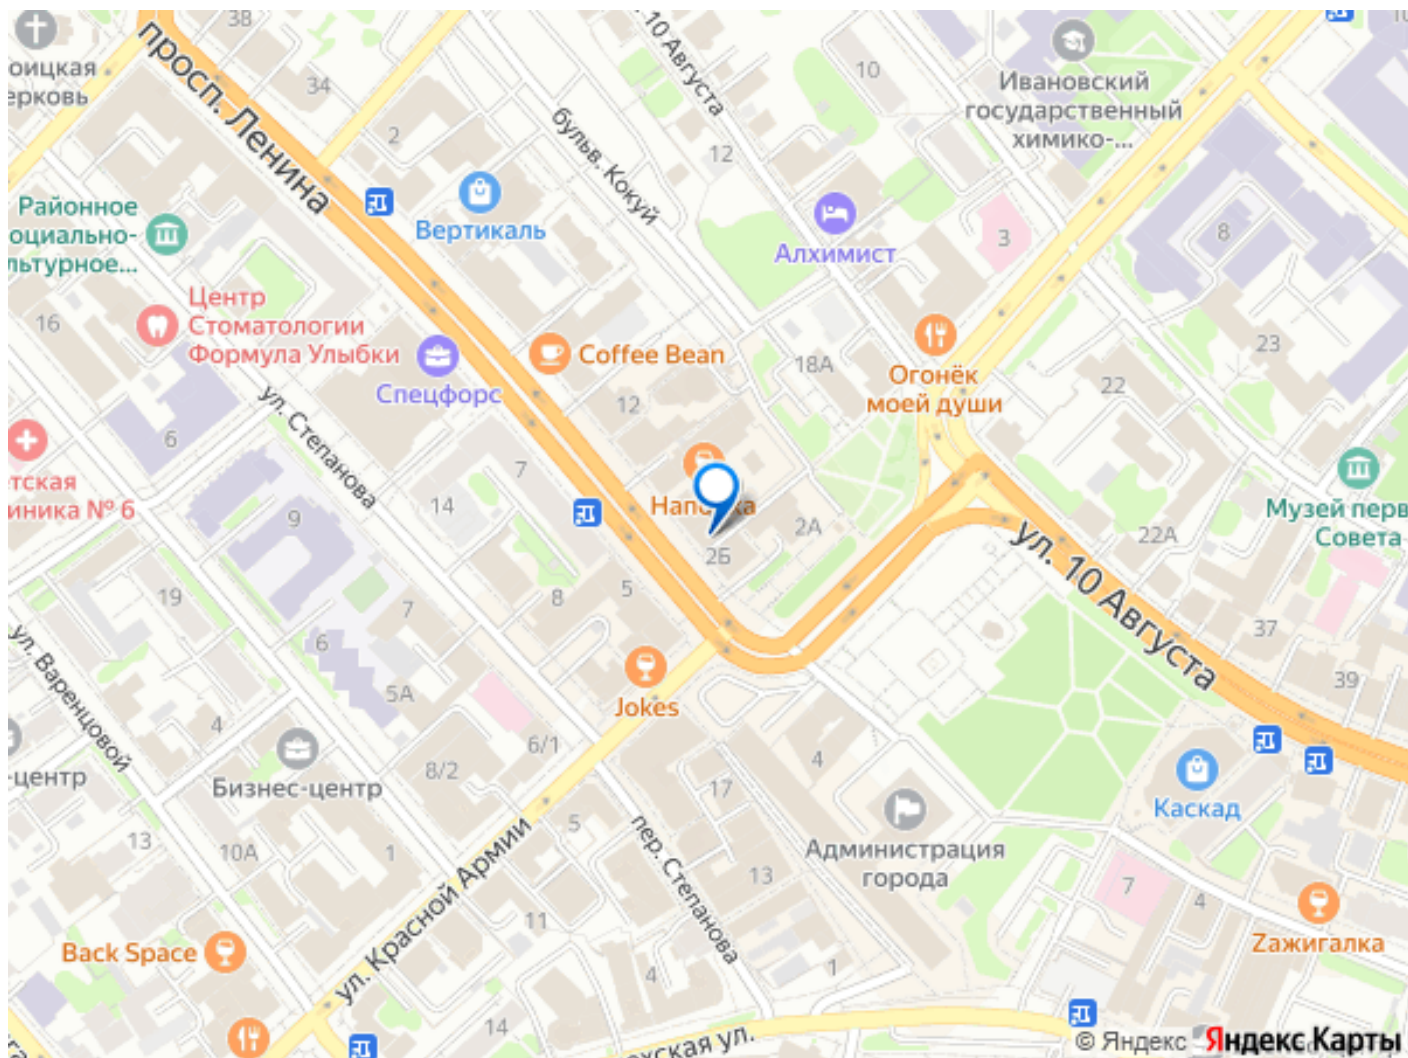 38
оицкая
ерковь
просп. Ленина
34
2
10 Августа
10
12
бульв. Кокуй
Ивановский
государственный
химико-...
8
3
Районное
оциально-
льтурное...
Вертикаль
Алхимист
16
Центр
Стоматологии
Формула Улыбки
Спецфорс
Coffee Bean
18А
Огонёк
моей души
23
22
12
6
ул. Степанова
7
14
9
етская
иника № 6
2А
2Б
Музей перв
Совета
22А
ул. 10 Августа
19
7
8
5
6
5А
37
39
ул. Варенцовой
4
-центр
Бизнес-центр
6/1
8/2
Jokes
4
17
Каскад
Администрация
города
13
10А
1
5
пер. Степанова
13
7
4
11
ул. Красной Армии
Back Space
Zажигалка
4
1
14
хская ул.
© Яндекс Яндекс Карты